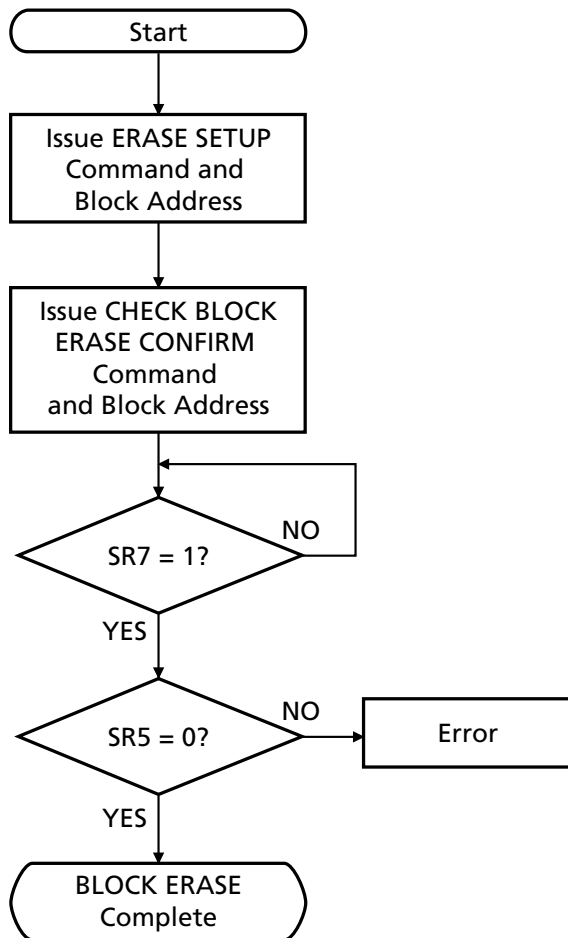 Start
Issue ERASE SETUP
Command and
Block Address
Issue CHECK BLOCK
ERASE CONFIRM
Command
and Block Address
SR7 = 1?
NO
YES
SR5 = 0?
NO
Error
YES
BLOCK ERASE
Complete